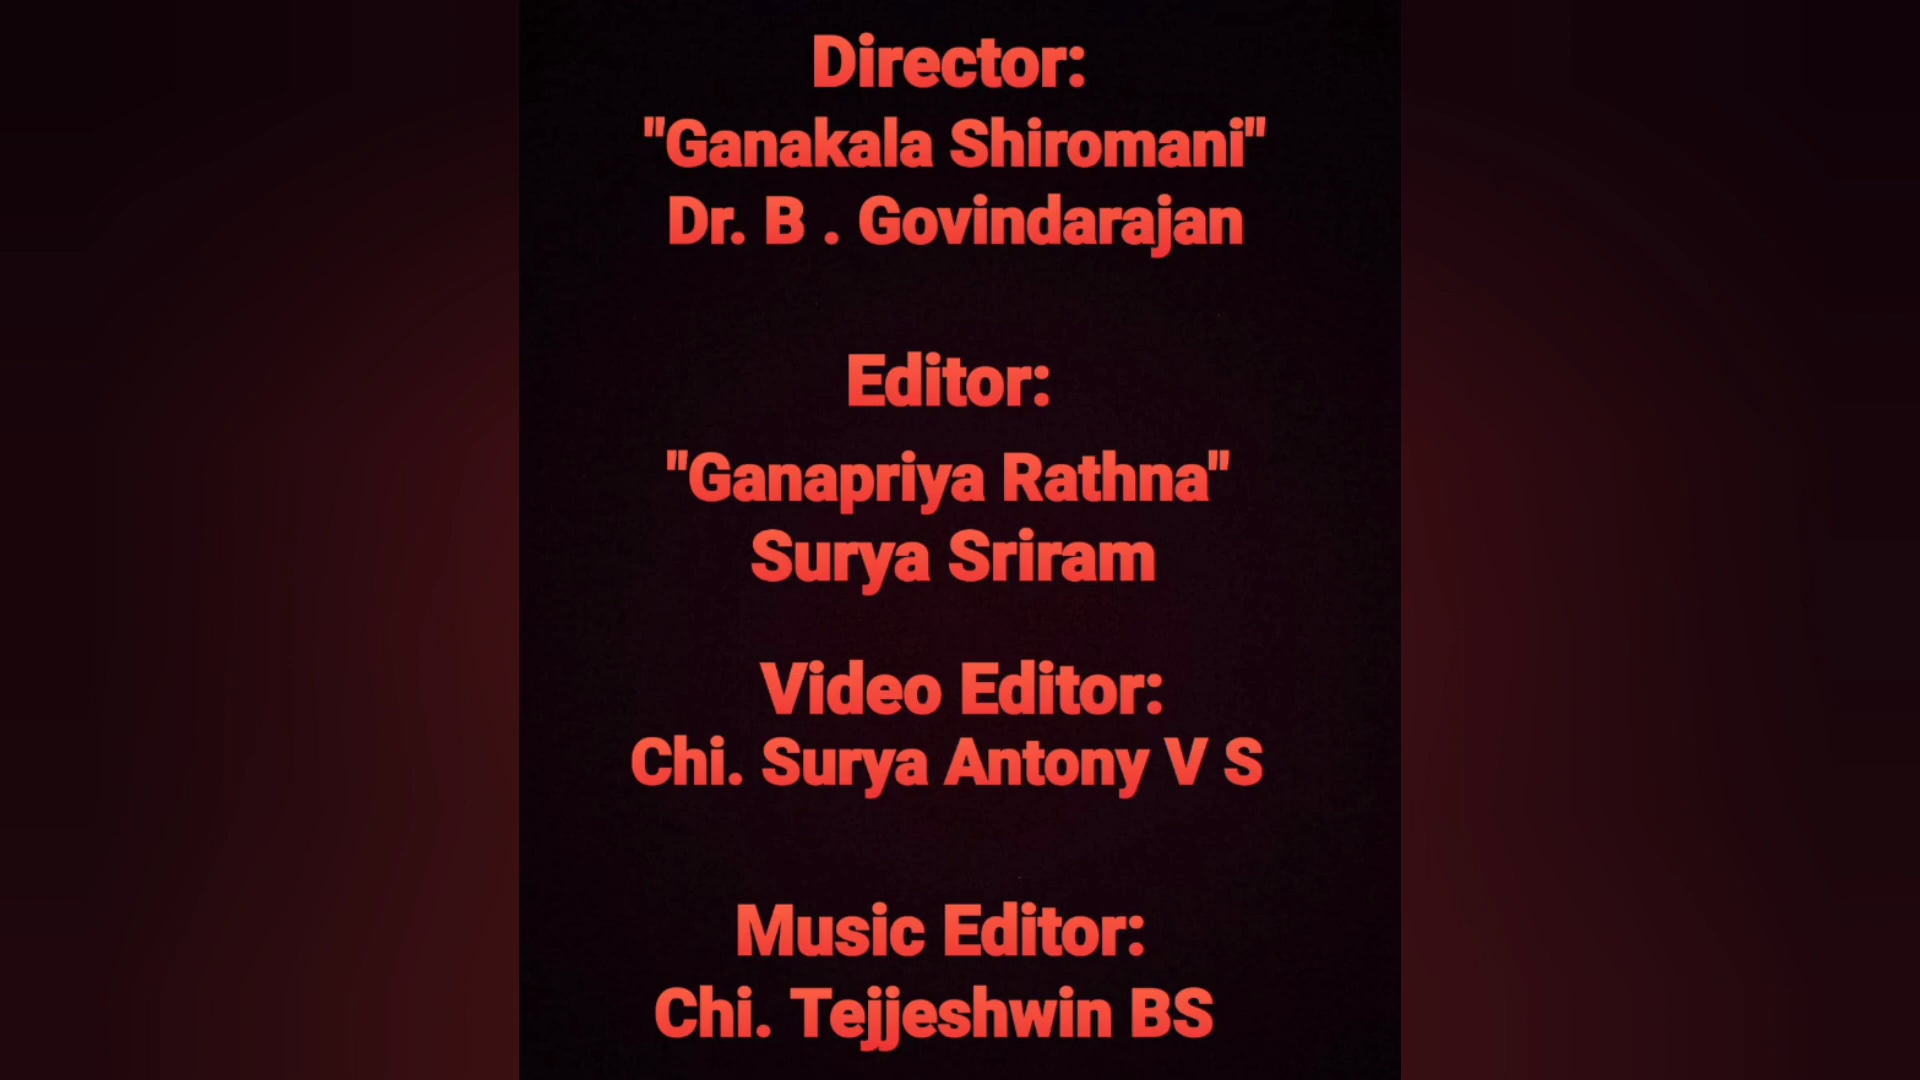 Director:
"Ganakala Shiromani"
Dr. B . Govindarajan
Editor:
"Ganapriya Rathna"
Surya Sriram
Video Editor:
Chi. Surya Antony V S
Music Editor:
Chi. Tejjeshwin BS